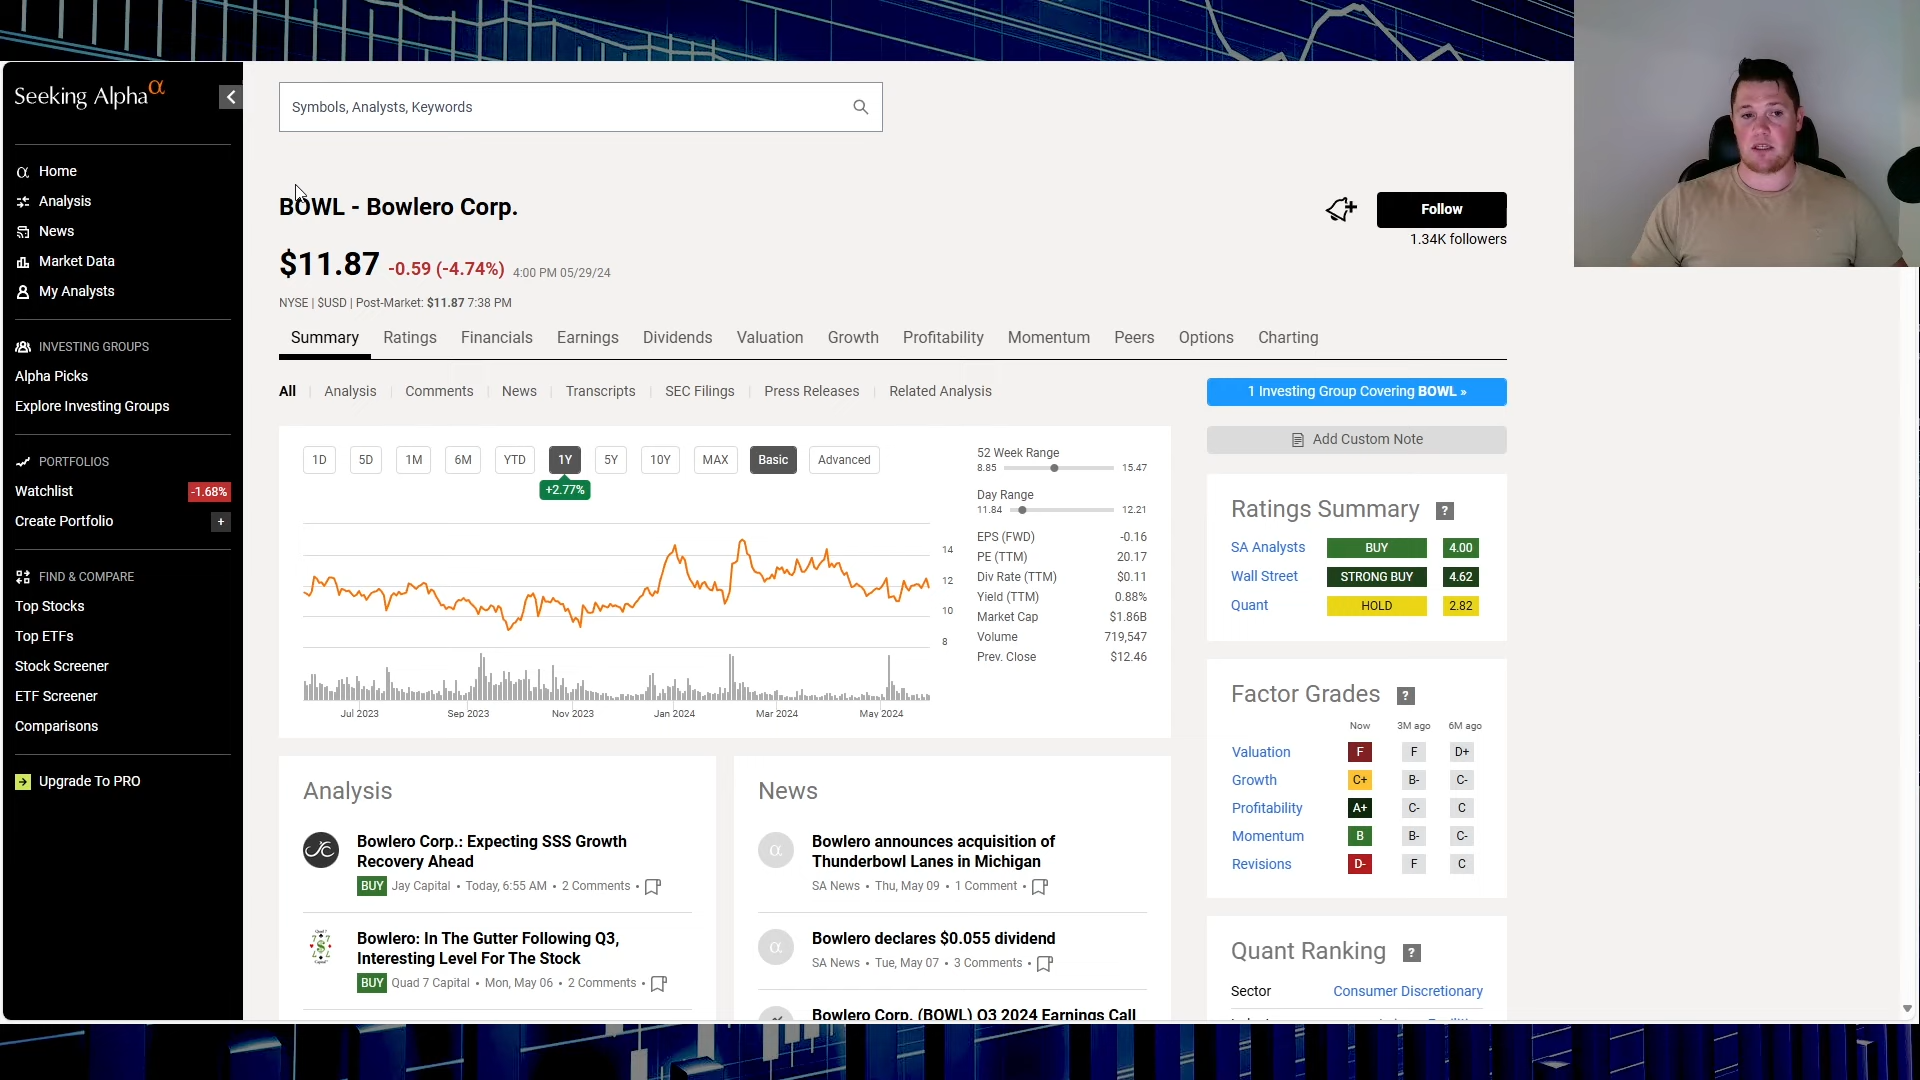 Seeking Alpha α
Symbols, Analysts, Keywords
Home
Analysis
News
Market Data
My Analysts
INVESTING GROUPS
Alpha Picks
Explore Investing Groups
PORTFOLIOS
Watchlist -1.68%
Create Portfolio +
FIND & COMPARE
Top Stocks
Top ETFs
Stock Screener
ETF Screener
Comparisons
Upgrade To PRO
BOWL - Bowlero Corp.
Follow
1.34K followers
$11.87 -0.59 (-4.74%) 4:00 PM 05/29/24
NYSE | $USD | Post-Market: $11.87 7:38 PM
Summary Ratings Financials Earnings Dividends Valuation Growth Profitability Momentum Peers Options Charting
All | Analysis | Comments | News | Transcripts | SEC Filings | Press Releases | Related Analysis
1D 5D 1M 6M YTD 1Y 5Y 10Y MAX Basic Advanced
+2.77%
14
12
10
8
Jul 2023 Sep 2023 Nov 2023 Jan 2024 Mar 2024 May 2024
52 Week Range
8.85 15.47
Day Range
11.84 12.21
EPS (FWD) -0.16
PE (TTM) 20.17
Div Rate (TTM) $0.11
Yield (TTM) 0.88%
Market Cap $1.86B
Volume 719,547
Prev. Close $12.46
Analysis
Bowlero Corp.: Expecting SSS Growth
Recovery Ahead
BUY Jay Capital • Today, 6:55 AM • 2 Comments •
Bowlero: In The Gutter Following Q3,
Interesting Level For The Stock
BUY Quad 7 Capital • Mon, May 06 • 2 Comments •
News
Bowlero announces acquisition of
Thunderbowl Lanes in Michigan
SA News • Thu, May 09 • 1 Comment •
Bowlero declares $0.055 dividend
SA News • Tue, May 07 • 3 Comments •
Bowlero Corp. (BOWL) Q3 2024 Earnings Call
1 Investing Group Covering BOWL »
Add Custom Note
Ratings Summary ?
SA Analysts BUY 4.00
Wall Street STRONG BUY 4.62
Quant HOLD 2.82
Factor Grades ?
Now 3M ago 6M ago
Valuation F F D+
Growth C+ B- C-
Profitability A+ C- C
Momentum B B- C-
Revisions D- F C
Quant Ranking ?
Sector Consumer Discretionary